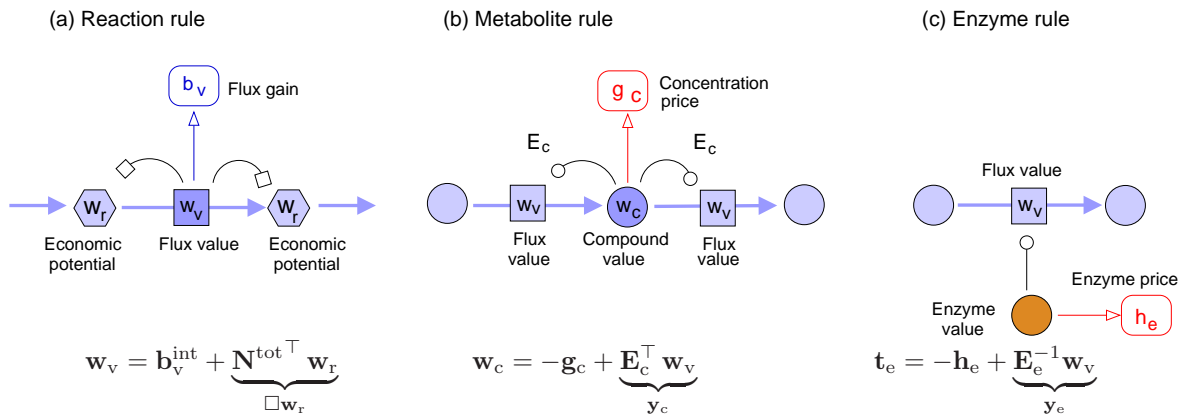 (a) Reaction rule
b_v
Flux gain
w_r
w_v
w_r
Economic potential
Flux value
Economic potential
w_v = b_v^int + N^tot⊤ w_r
□w_r
(b) Metabolite rule
g_c
Concentration price
E_c
E_c
w_v
w_c
w_v
Flux value
Compound value
Flux value
w_c = −g_c + E_c^⊤ w_v
y_c
(c) Enzyme rule
Flux value
w_v
Enzyme value
Enzyme price
h_e
t_e = −h_e + E_e^−1 w_v
y_e